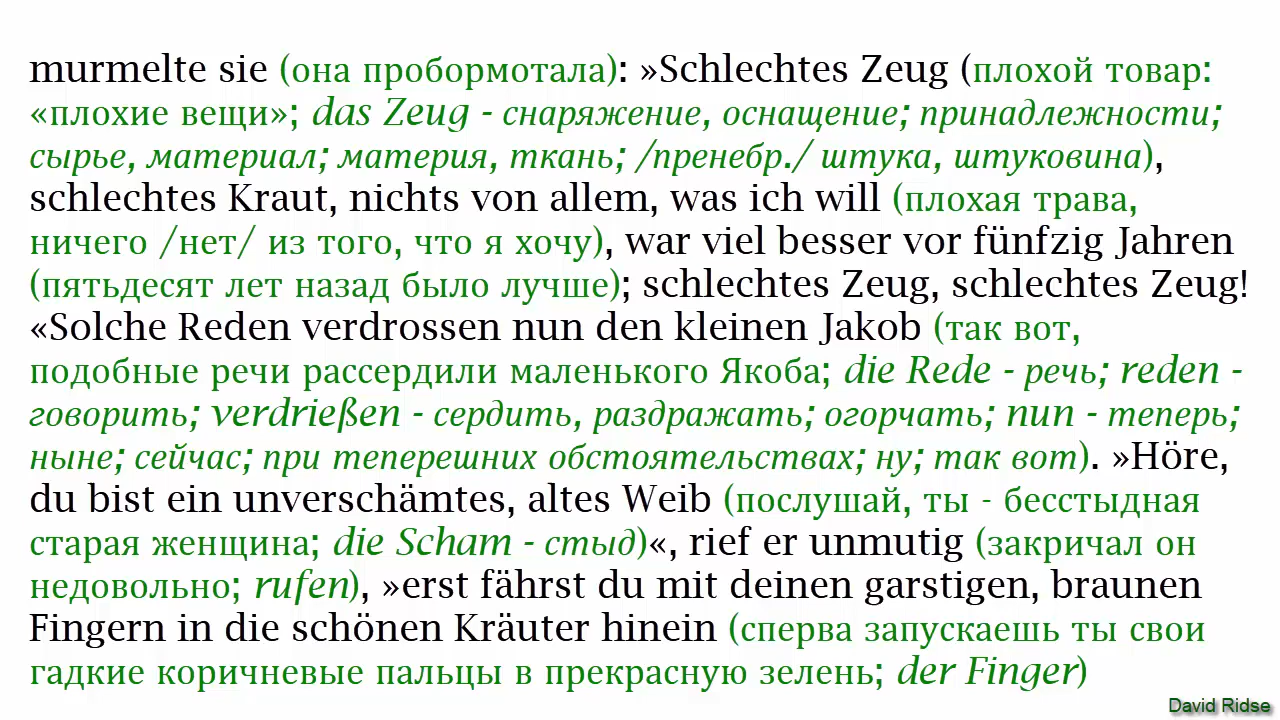 murmelte sie (она пробормотала): »Schlechtes Zeug (плохой товар:
«плохие вещи»; das Zeug - снаряжение, оснащение; принадлежности;
сырье, материал; материя, ткань; /пренебр./ штука, штуковина),
schlechtes Kraut, nichts von allem, was ich will (плохая трава,
ничего /нет/ из того, что я хочу), war viel besser vor fünfzig Jahren
(пятьдесят лет назад было лучше); schlechtes Zeug, schlechtes Zeug!
«Solche Reden verdrossen nun den kleinen Jakob (так вот,
подобные речи рассердили маленького Якоба; die Rede - речь; reden -
говорить; verdrießen - сердить, раздражать; огорчать; nun - теперь;
ныне; сейчас; при теперешних обстоятельствах; ну; так вот). »Höre,
du bist ein unverschämtes, altes Weib (послушай, ты - бесстыдная
старая женщина; die Scham - стыд)«, rief er unmutig (закричал он
недовольно; rufen), »erst fährst du mit deinen garstigen, braunen
Fingern in die schönen Kräuter hinein (сперва запускаешь ты свои
гадкие коричневые пальцы в прекрасную зелень; der Finger)
David Ridse